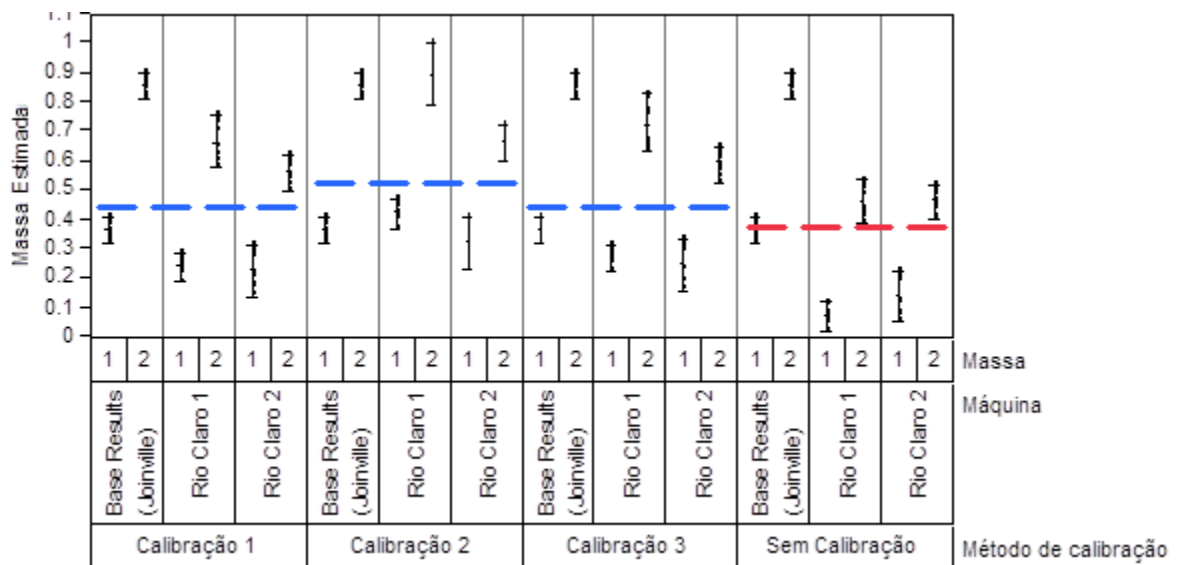 1.1
1
0.9
0.8
0.7
0.6
0.5
0.4
0.3
0.2
0.1
0
Massa Estimada
1 2 1 2 1 2 1 2 1 2 1 2 1 2 1 2 1 2 1 2 1 2 1 2 Massa
Base Results
(Joinville)
Rio Claro 1
Rio Claro 2
Base Results
(Joinville)
Rio Claro 1
Rio Claro 2
Base Results
(Joinville)
Rio Claro 1
Rio Claro 2
Base Results
(Joinville)
Rio Claro 1
Rio Claro 2
Máquina
Calibração 1 Calibração 2 Calibração 3 Sem Calibração Método de calibração